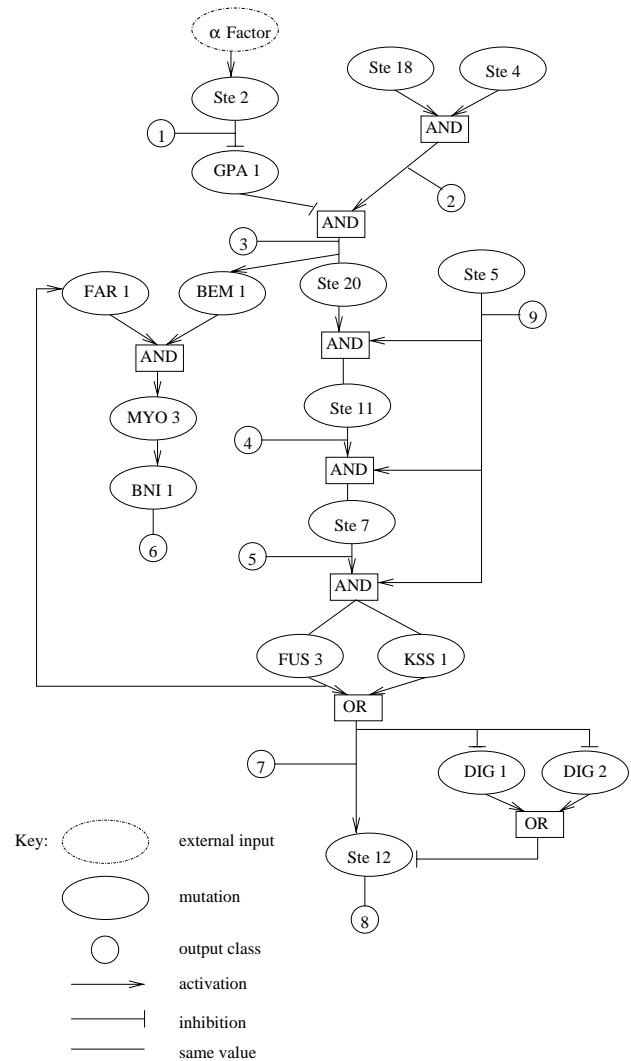 α Factor
Ste 18
Ste 4
Ste 2
AND
1
GPA 1
2
AND
3
FAR 1
BEM 1
Ste 20
Ste 5
9
AND
AND
MYO 3
Ste 11
4
AND
BNI 1
Ste 7
6
5
AND
FUS 3
KSS 1
OR
7
DIG 1
DIG 2
OR
Ste 12
8
Key:
external input
mutation
output class
activation
inhibition
same value